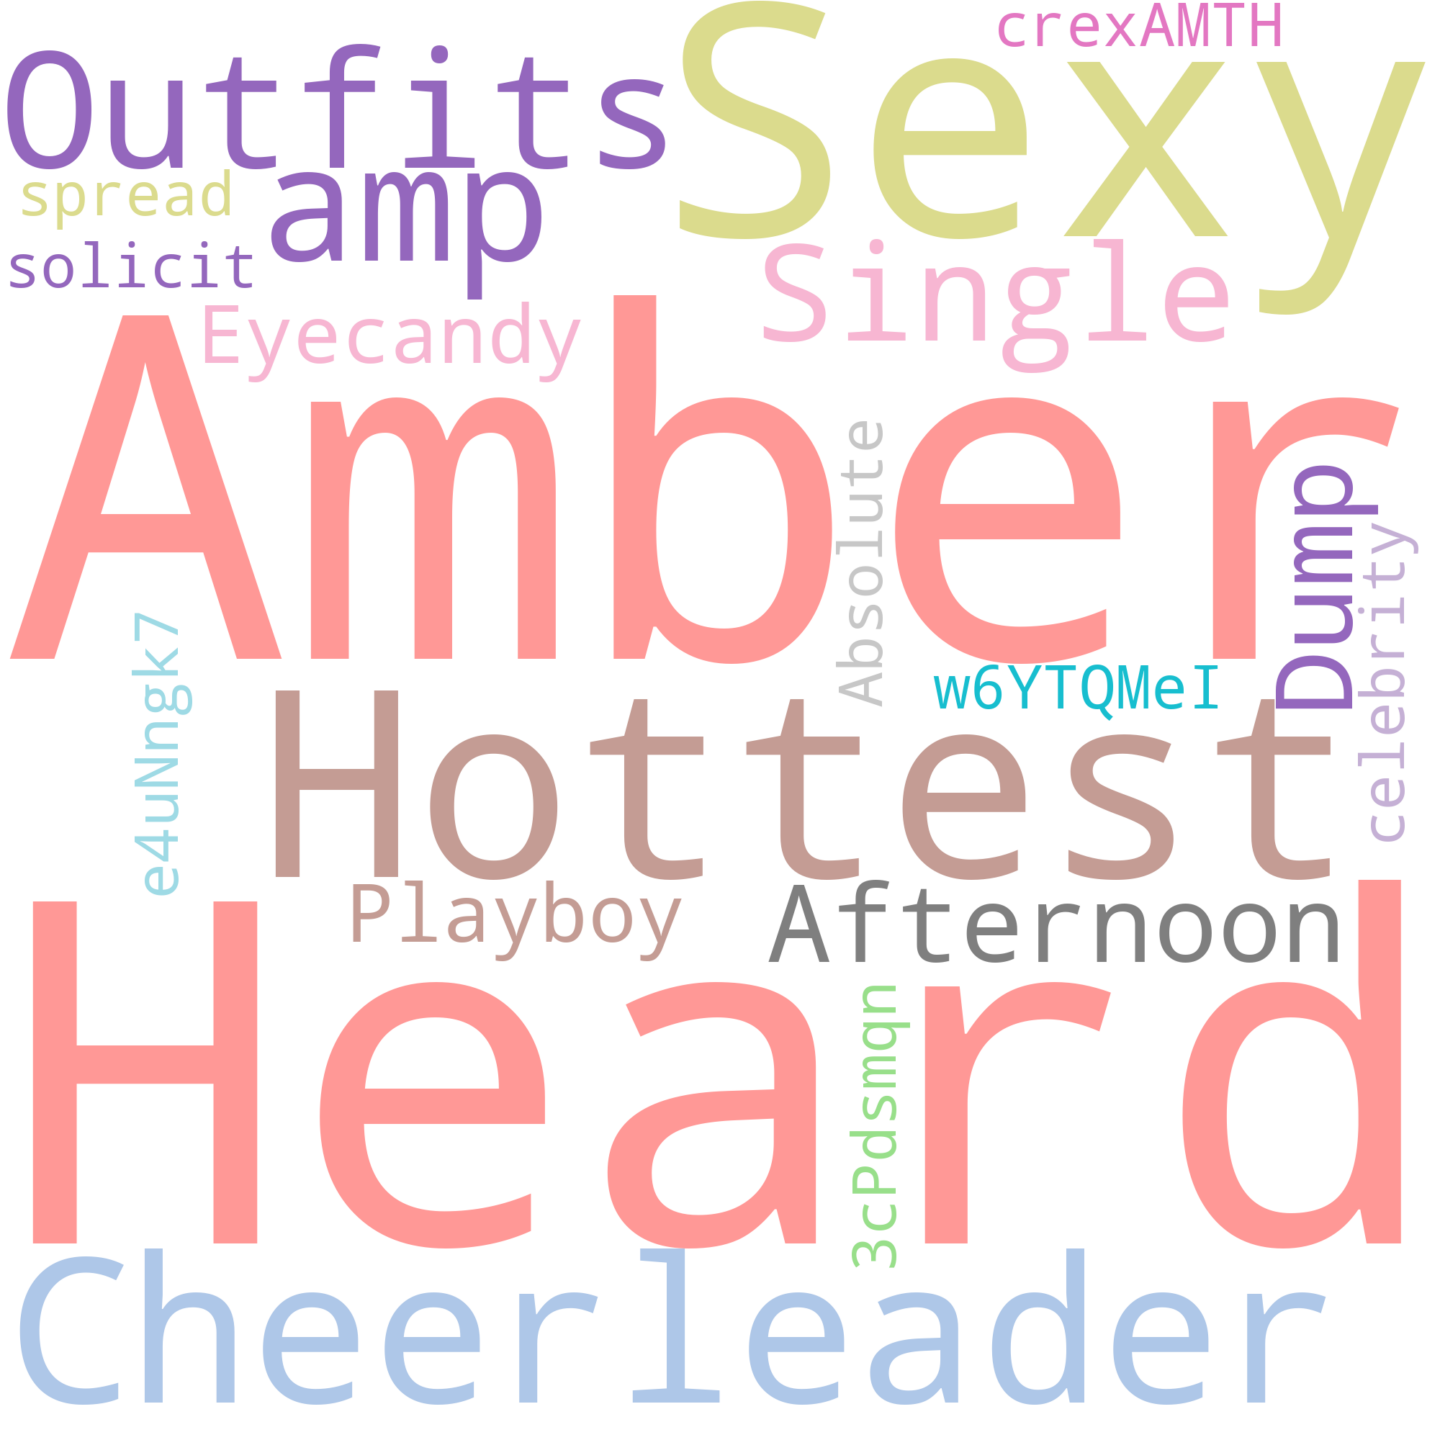 crexAMTH
Sexy
Outfits
amp
spread
solicit
Single
Eyecandy
Amber
Absolute
Dump
celebrity
e4uNngk7
w6YTQMeI
Hottest
Playboy
Afternoon
Heard
3cPdsmqn
Cheerleader